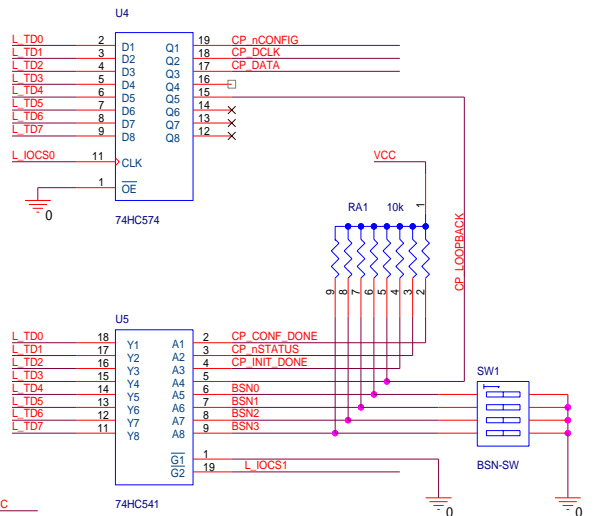 U4
L_TD0 2 D1 Q1 19 CP_nCONFIG
L_TD1 3 D2 Q2 18 CP_DCLK
L_TD2 4 D3 Q3 17 CP_DATA
L_TD3 5 D4 Q4 16
L_TD4 6 D5 Q5 15
L_TD5 7 D6 Q6 14
L_TD6 8 D7 Q7 13
L_TD7 9 D8 Q8 12
L_IOCS0 11 CLK
1 OE
0
74HC574
VCC
1
RA1 10k
CP_LOOPBACK
9 8 7 6 5 4 3 2
U5
L_TD0 18 Y1 A1 2 CP_CONF_DONE
L_TD1 17 Y2 A2 3 CP_nSTATUS
L_TD2 16 Y3 A3 4 CP_INIT_DONE
L_TD3 15 Y4 A4 5
L_TD4 14 Y5 A5 6 BSN0
L_TD5 13 Y6 A6 7 BSN1
L_TD6 12 Y7 A7 8 BSN2
L_TD7 11 Y8 A8 9 BSN3
G1 1
G2 19 L_IOCS1
74HC541
SW1
BSN-SW
0
0
C